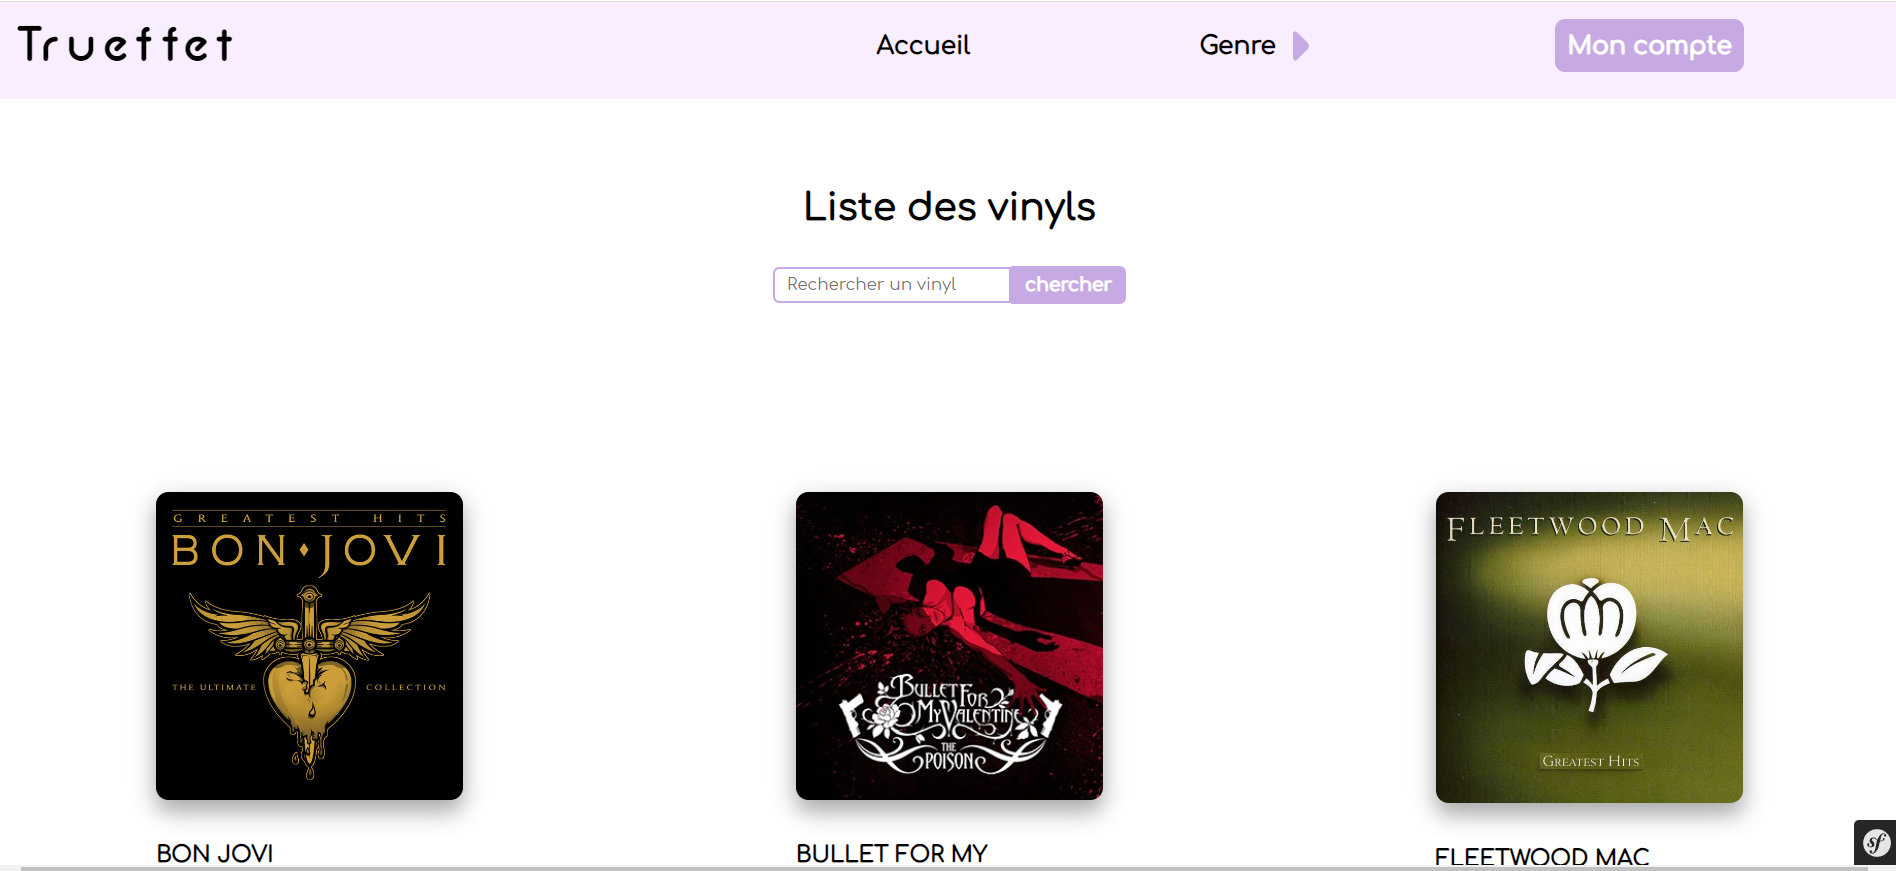 Trueffet
Accueil
Genre
Mon compte
Liste des vinyls
Rechercher un vinyl
chercher
GREATEST HITS
BON JOVI
THE ULTIMATE COLLECTION
BULLET FOR
MY VALENTINE
THE
POISON
FLEETWOOD MAC
GREATEST HITS
BON JOVI
BULLET FOR MY
FLEETWOOD MAC
sf